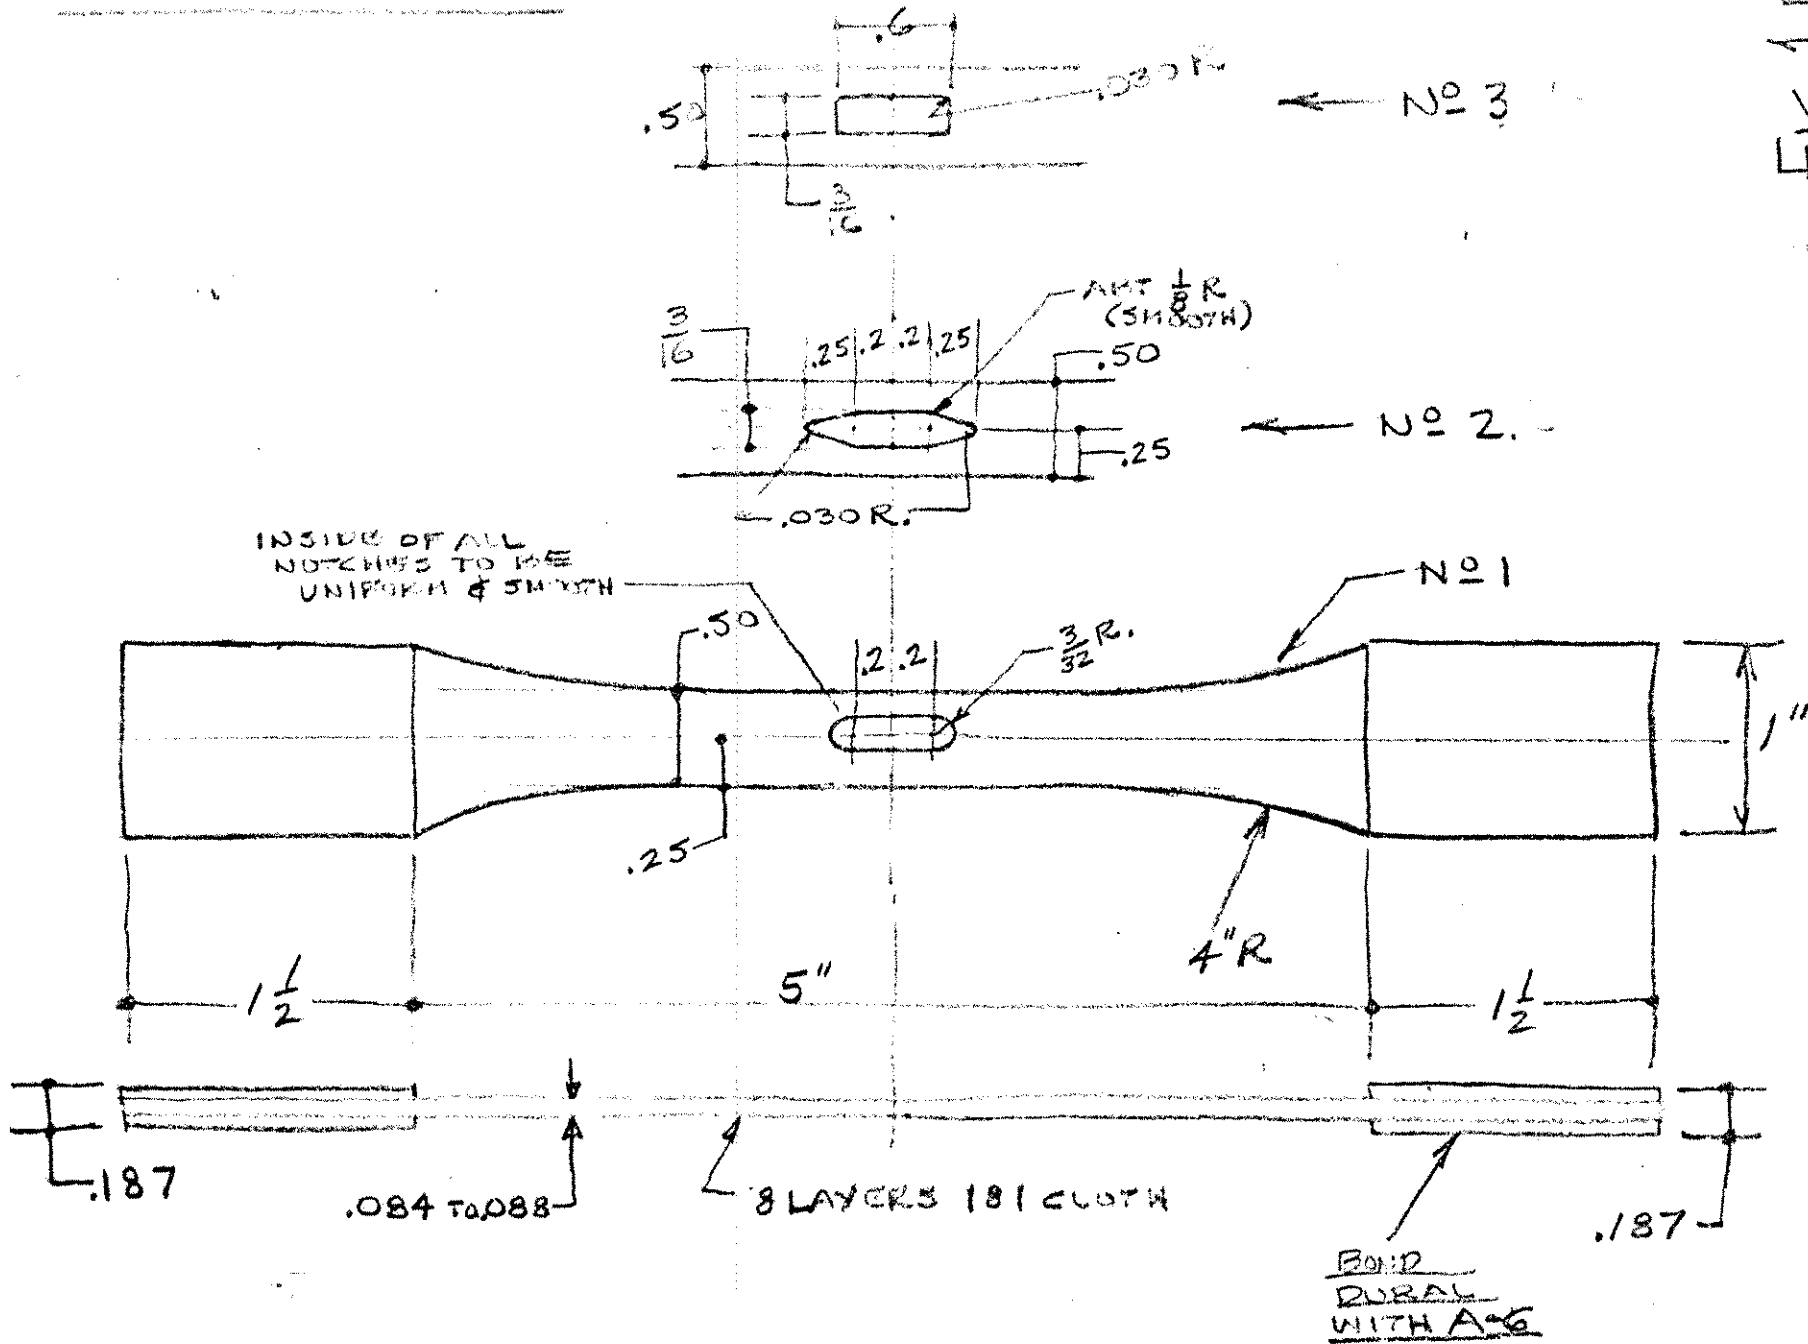 .6
.50
.030 R.
Nº 3
3/16
AMT 1/8 R
(SMOOTH)
3/16
.25 .2 .2 .25
.50
Nº 2.
.25
.030 R.
INSIDE OF ALL
NOTCHES TO BE
UNIFORM & SMOOTH
Nº 1
.50
.2 .2
3/32 R.
1"
.25
4" R
1 1/2
5"
1 1/2
.187
.084 TO .088
8 LAYERS 181 CLOTH
.187
BOND
DURAL
WITH A-6